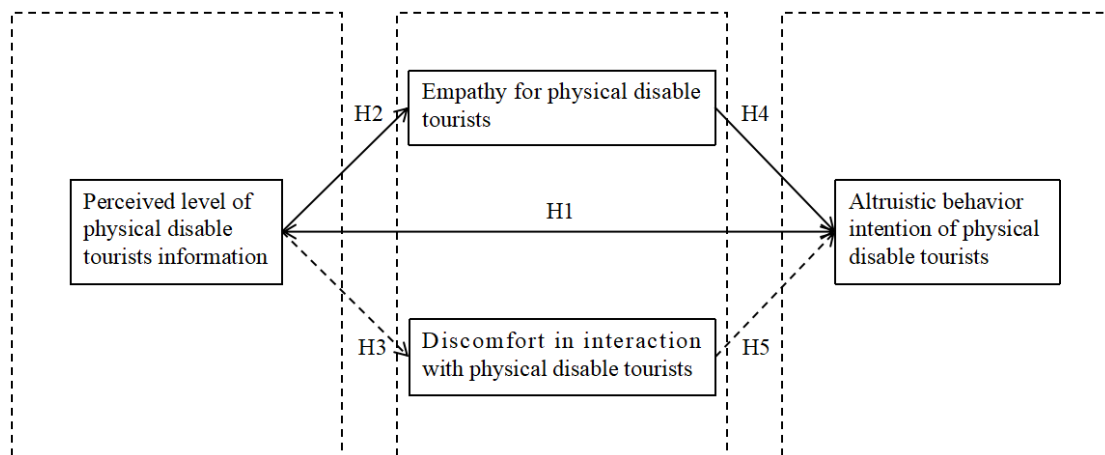 Empathy for physical disable
tourists
H2
H4
Perceived level of
physical disable
tourists information
H1
Altruistic behavior
intention of physical
disable tourists
H3
Discomfort in interaction
with physical disable tourists
H5